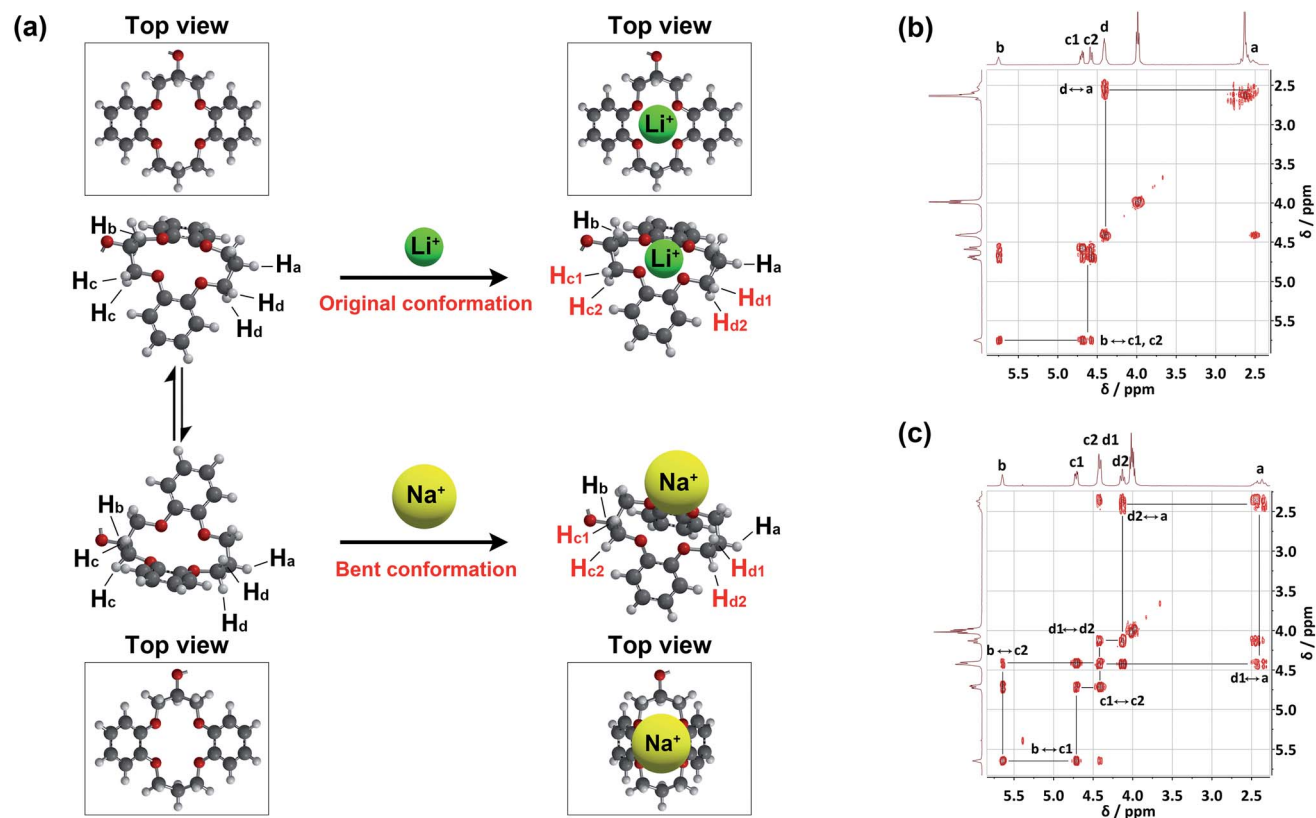 (a)
Top view
Top view
Li+
Hb
Ha
Hc
Hc
Hd
Hd
Li+
Original conformation
Hb
Li+
Ha
Hc1
Hc2
Hd1
Hd2
Hb
Hc
Hc
Ha
Hd
Hd
Na+
Bent conformation
Na+
Hb
Hc1
Hc2
Ha
Hd1
Hd2
Top view
Top view
Na+
(b)
b
c1 c2
d
a
d↔a
b↔c1, c2
2.5
3.0
3.5
4.0
4.5
5.0
5.5
δ / ppm
5.5 5.0 4.5 4.0 3.5 3.0 2.5
δ / ppm
(c)
c2 d1
b
c1
d2
a
d2↔a
d1↔d2
b↔c2
d1↔a
c1↔c2
b↔c1
2.5
3.0
3.5
4.0
4.5
5.0
5.5
δ / ppm
5.5 5.0 4.5 4.0 3.5 3.0 2.5
δ / ppm